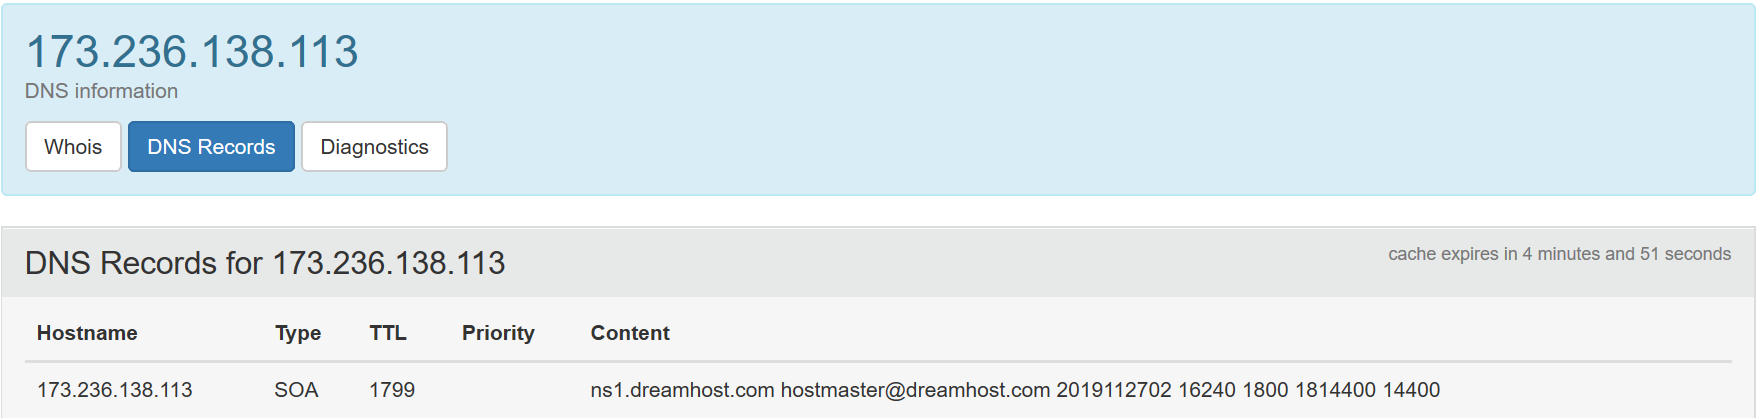 173.236.138.113
DNS information
Whois DNS Records Diagnostics
DNS Records for 173.236.138.113 cache expires in 4 minutes and 51 seconds
Hostname Type TTL Priority Content
173.236.138.113 SOA 1799 ns1.dreamhost.com hostmaster@dreamhost.com 2019112702 16240 1800 1814400 14400